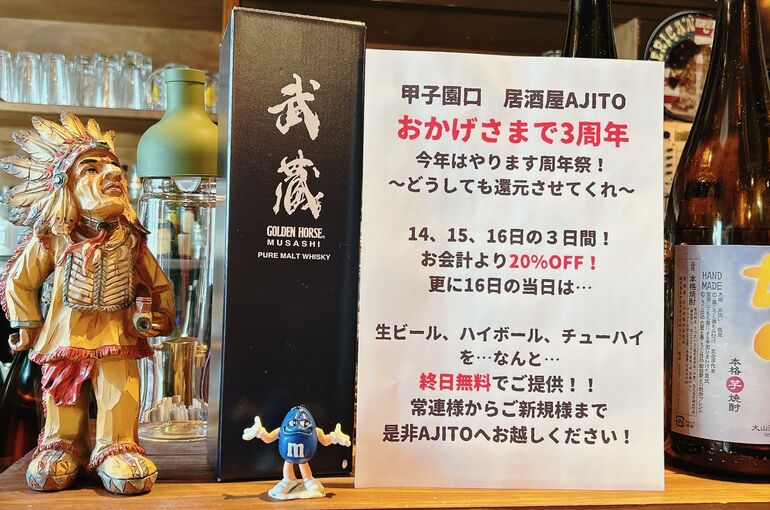 武蔵
GOLDEN HORSE®
MUSASHI
PURE MALT WHISKY
甲子園口　居酒屋AJITO
おかげさまで3周年
今年はやります周年祭！
〜どうしても還元させてくれ〜
14、15、16日の３日間！
お会計より20%OFF！
更に16日の当日は…
生ビール、ハイボール、チューハイ
を…なんと…
終日無料でご提供！！
常連様からご新規様まで
是非AJITOへお越しください！
m
HAND
MADE
本格焼酎
本格芋焼酎